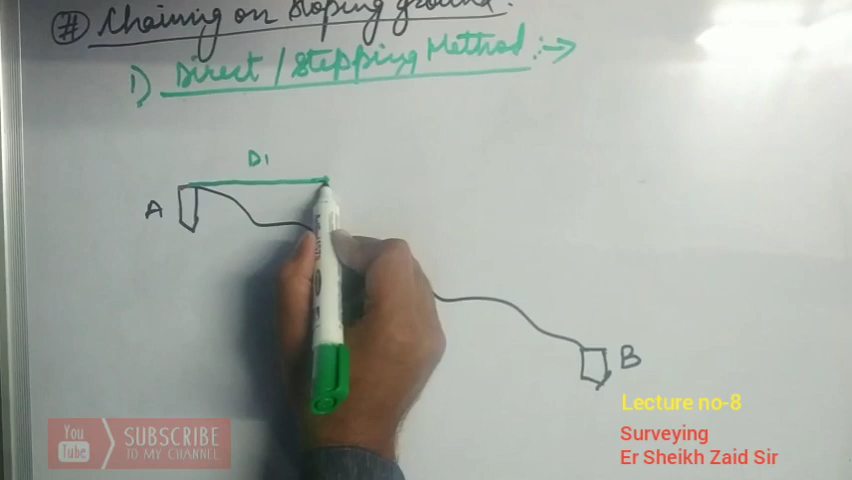 # Chaining on sloping ground:
1) Direct / Stepping Method :→
D1
A
B
Lecture no-8
Surveying
Er Sheikh Zaid Sir
You Tube
SUBSCRIBE
TO MY CHANNEL